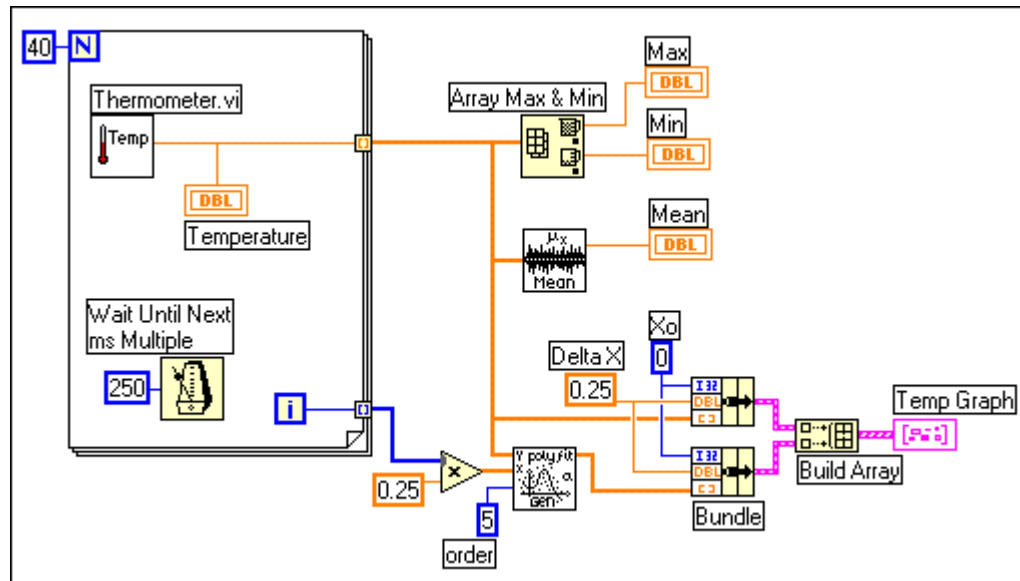 40
N
Thermometer.vi
Temp
DBL
Temperature
Wait Until Next
ms Multiple
250
i
Array Max & Min
Max
DBL
Min
DBL
Mean
DBL
μx
Mean
Xo
0
Delta X
0.25
I32
DBL
I32
DBL
Bundle
Build Array
Temp Graph
x
0.25
Y poly fit
X
α
Gen
5
order